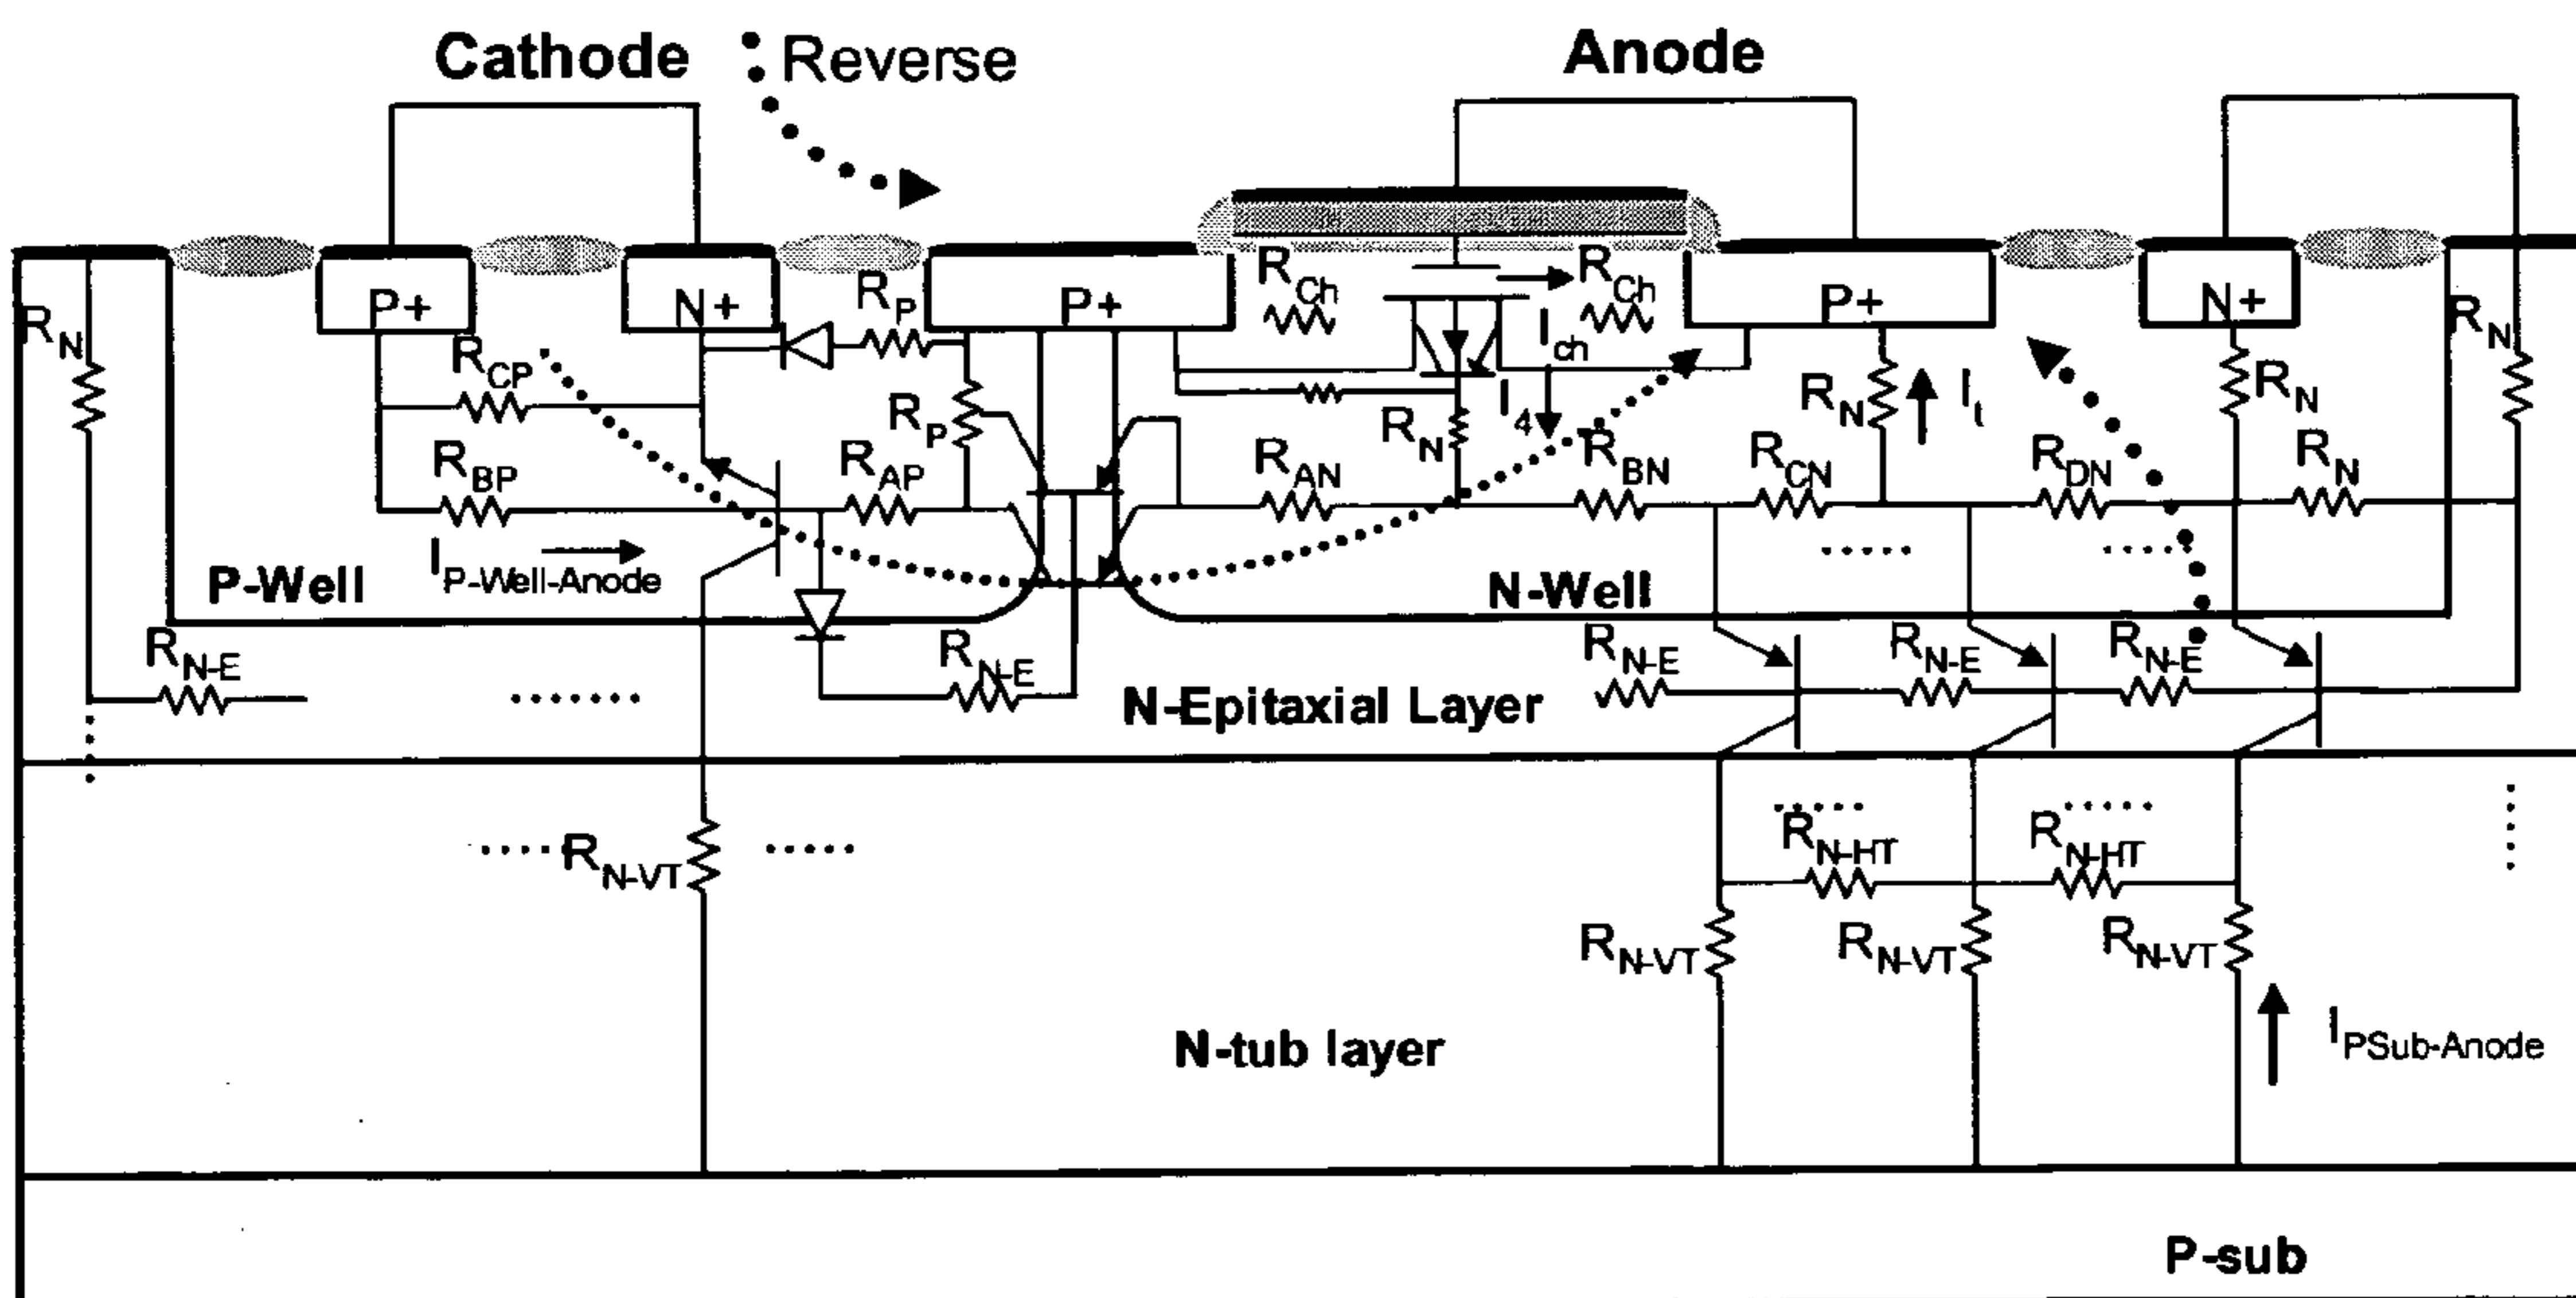 Cathode
Reverse
Anode
P+
N+
P+
P+
N+
R_N
R_CP
R_P
R_Ch
R_Ch
I_ch
R_N
R_N
R_BP
R_AP
R_P
R_AN
R_N
I_4
R_BN
R_CN
R_N
I_t
R_DN
R_N
I_P-Well-Anode
P-Well
N-Well
R_N-E
R_N-E
N-Epitaxial Layer
R_N-E
R_N-E
R_N-E
R_N-VT
R_N-HT
R_N-HT
R_N-VT
R_N-VT
R_N-VT
N-tub layer
I_PSub-Anode
P-sub